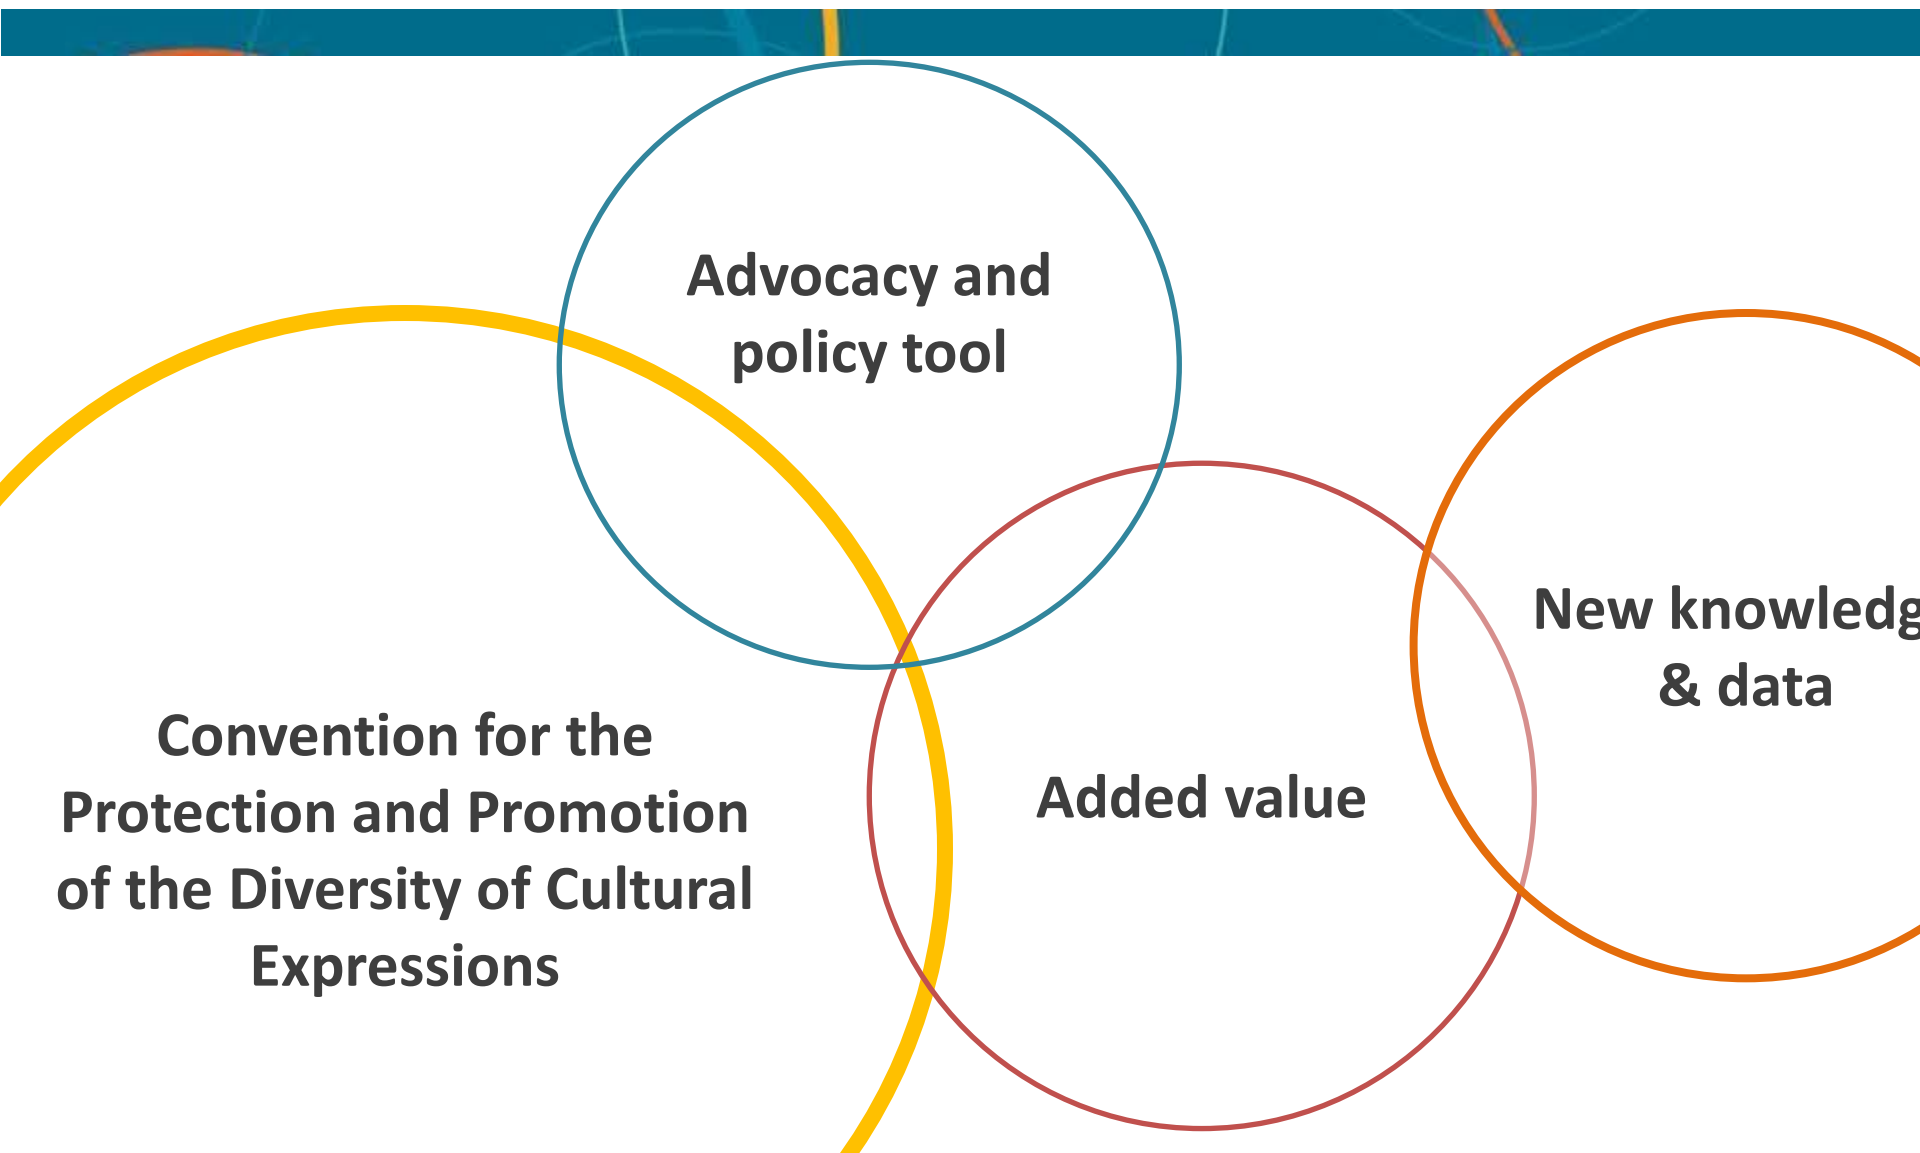 Advocacy and
policy tool
Convention for the
Protection and Promotion
of the Diversity of Cultural
Expressions
Added value
New knowledg
& data